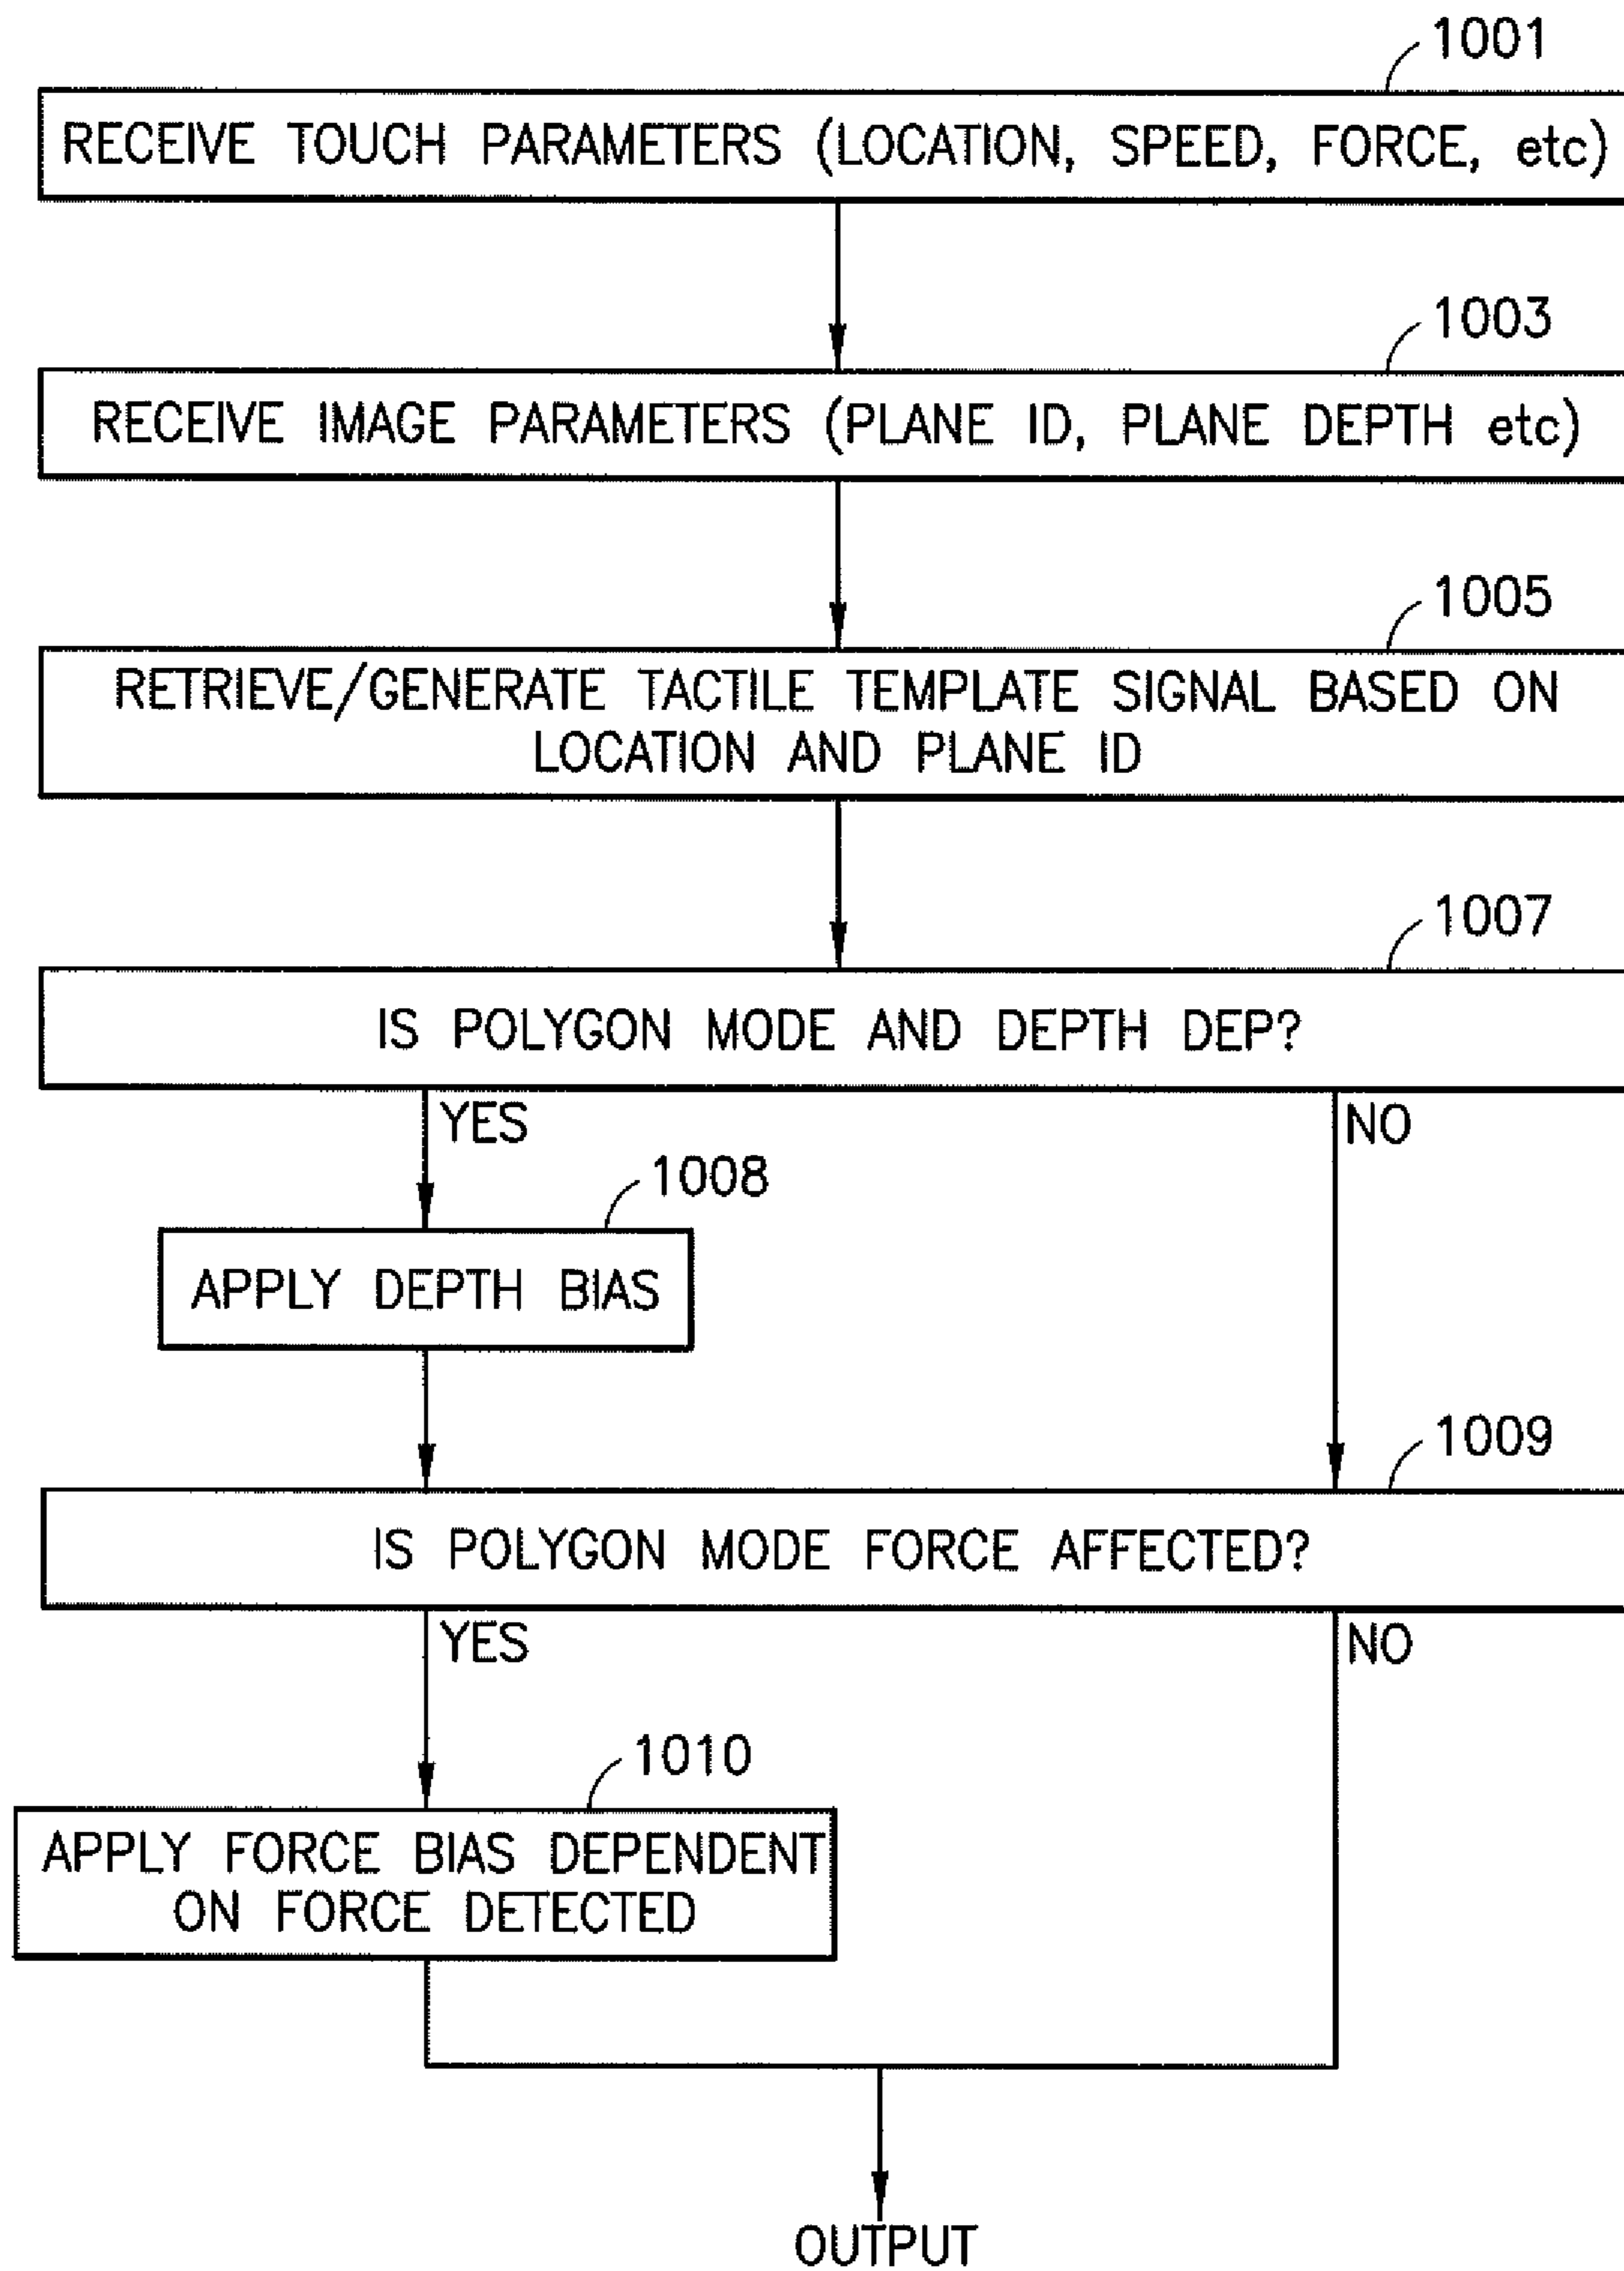 1001
RECEIVE TOUCH PARAMETERS (LOCATION, SPEED, FORCE, etc)
1003
RECEIVE IMAGE PARAMETERS (PLANE ID, PLANE DEPTH etc)
1005
RETRIEVE/GENERATE TACTILE TEMPLATE SIGNAL BASED ON
LOCATION AND PLANE ID
1007
IS POLYGON MODE AND DEPTH DEP?
YES
NO
1008
APPLY DEPTH BIAS
1009
IS POLYGON MODE FORCE AFFECTED?
YES
NO
1010
APPLY FORCE BIAS DEPENDENT
ON FORCE DETECTED
OUTPUT